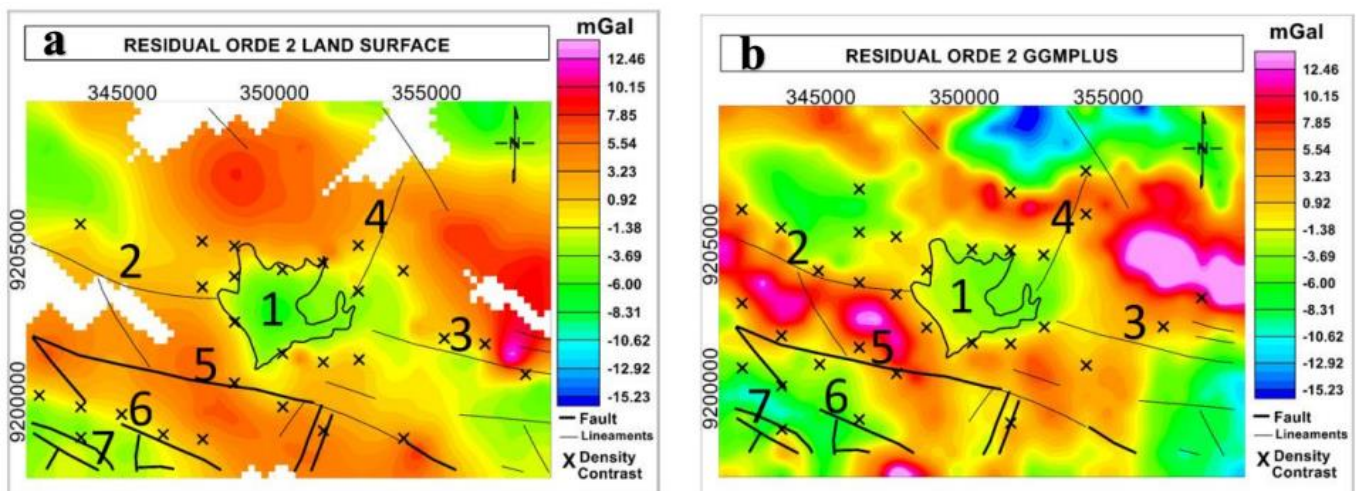 a
RESIDUAL ORDE 2 LAND SURFACE
mGal
345000 350000 355000
12.46
10.15
7.85
5.54
3.23
0.92
-1.38
-3.69
-6.00
-8.31
-10.62
-12.92
-15.23
N
9205000
9200000
1
2
3
4
5
6
7
Fault
Lineaments
X Density
Contrast
b
RESIDUAL ORDE 2 GGMPLUS
mGal
345000 350000 355000
12.46
10.15
7.85
5.54
3.23
0.92
-1.38
-3.69
-6.00
-8.31
-10.62
-12.92
-15.23
N
9205000
9200000
1
2
3
4
5
6
7
Fault
Lineaments
X Density
Contrast